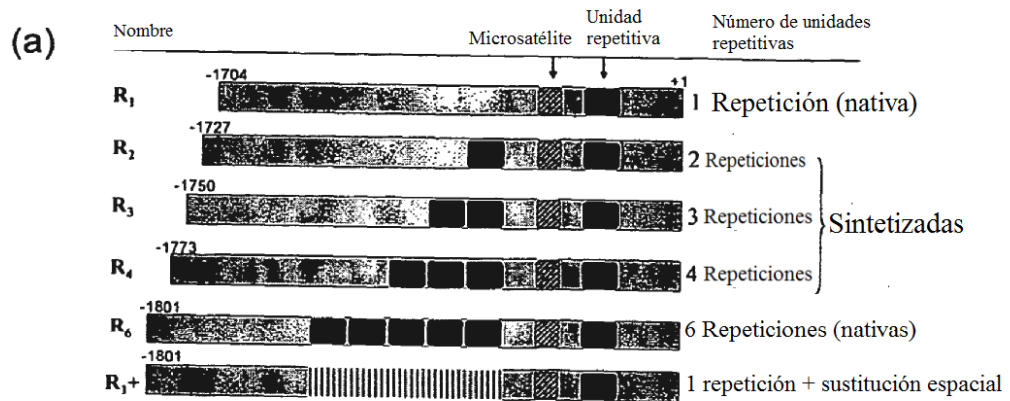 (a)
Nombre
Microsatélite
Unidad
repetitiva
Número de unidades
repetitivas
-1704
+1
R1
1 Repetición (nativa)
-1727
R2
2 Repeticiones
-1750
R3
3 Repeticiones
Sintetizadas
-1773
R4
4 Repeticiones
-1801
R6
6 Repeticiones (nativas)
-1801
R1+
1 repetición + sustitución espacial